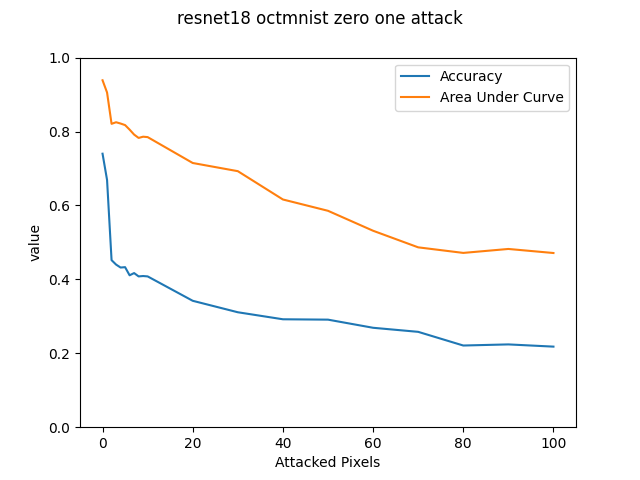 resnet18 octmnist zero one attack
Accuracy
Area Under Curve
1.0
0.8
0.6
0.4
0.2
0.0
value
0 20 40 60 80 100
Attacked Pixels